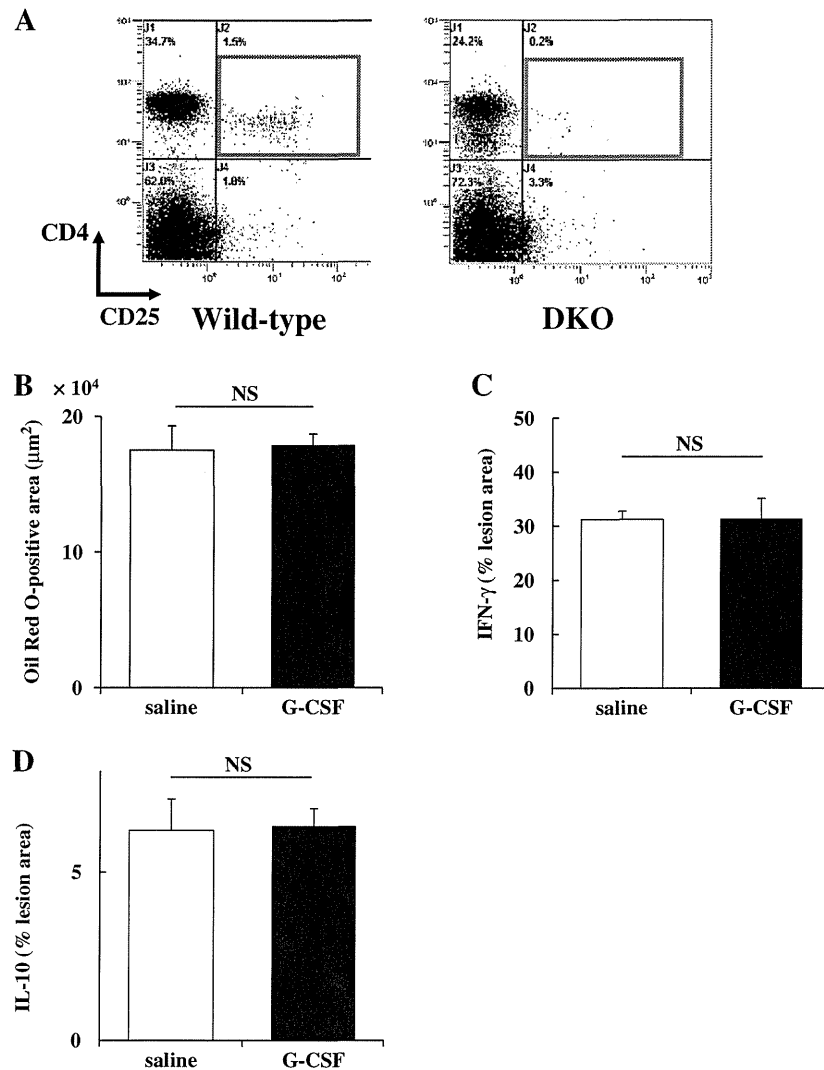 A
J1
34.7%
J2
1.5%
J3
62.0%
J4
CD4
CD25
Wild-type
J1
24.2%
J2
0.2%
J3
72.3%
J4
3.3%
DKO
B
× 10⁴
NS
20
10
0
Oil Red O-positive area (μm²)
saline
G-CSF
C
NS
50
40
30
20
10
0
IFN-γ (% lesion area)
saline
G-CSF
D
NS
5
0
IL-10 (% lesion area)
saline
G-CSF